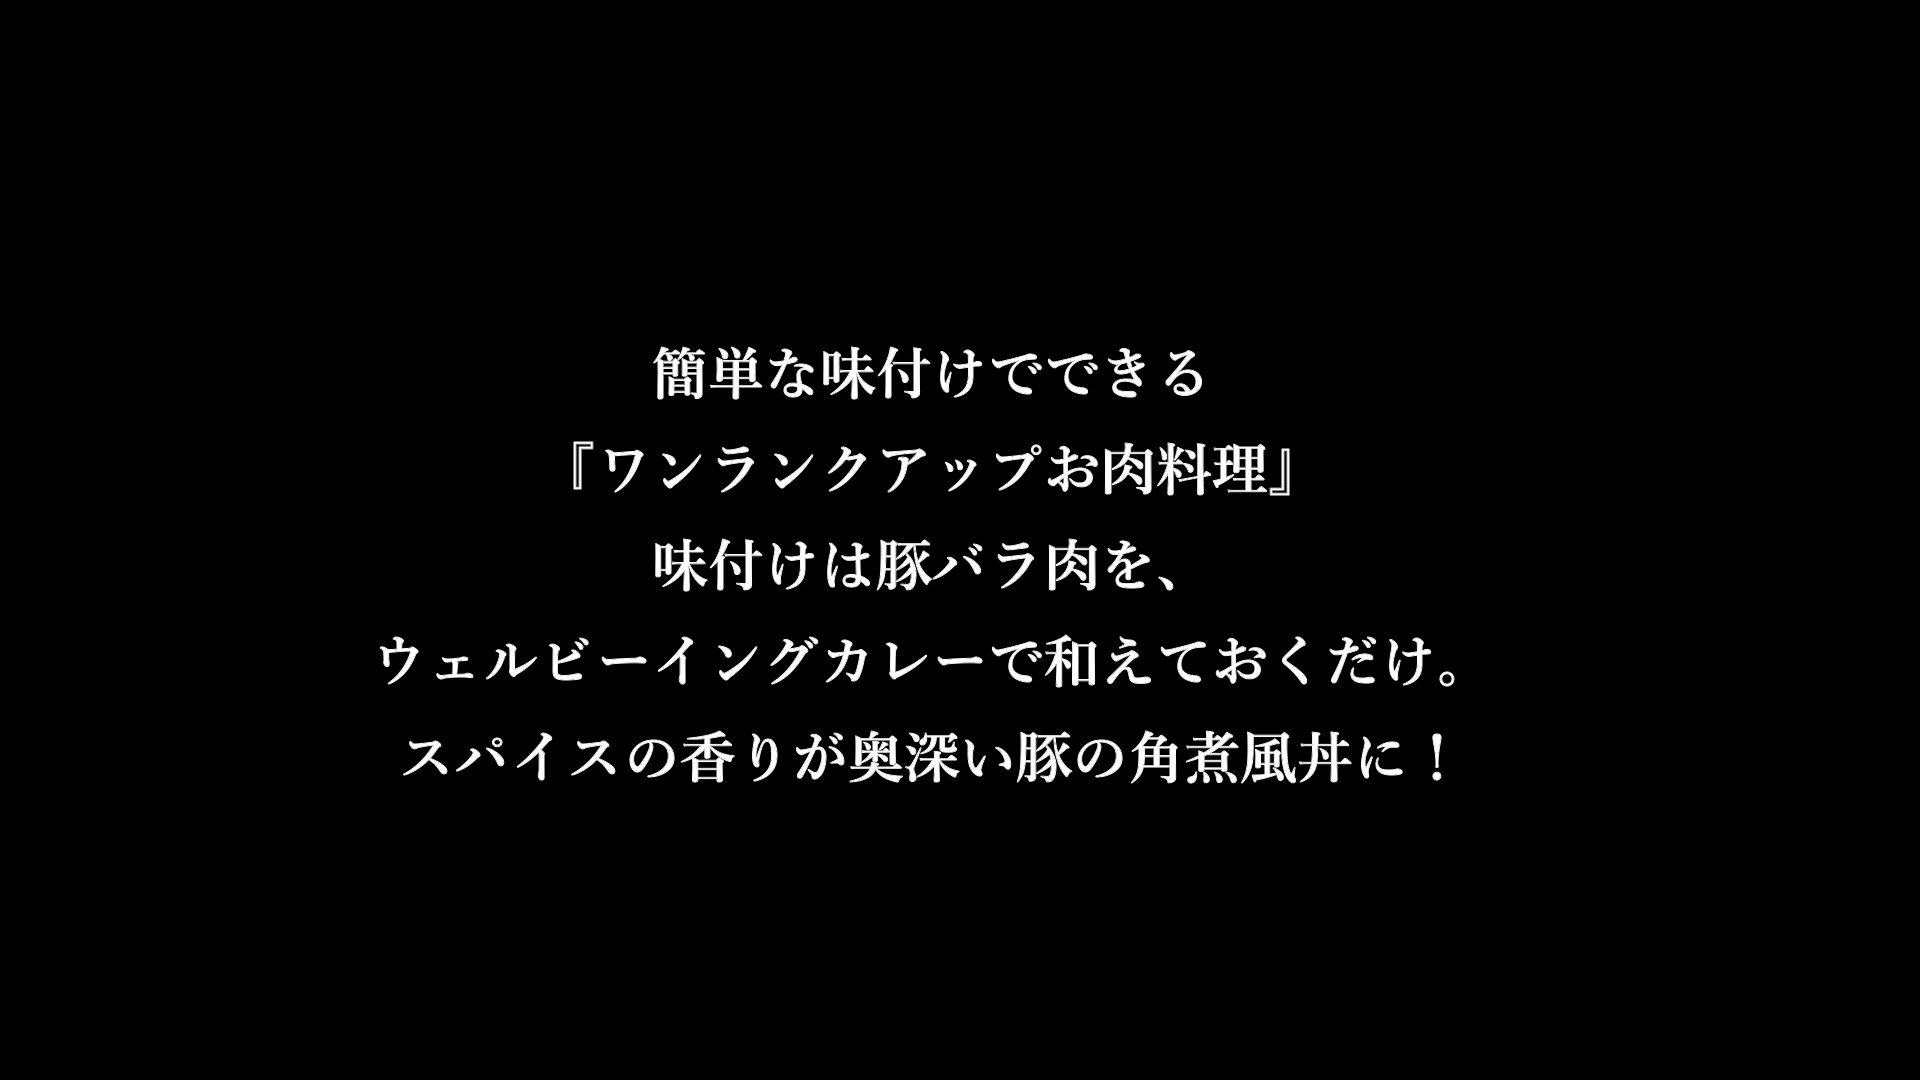 簡単な味付けでできる
『ワンランクアップお肉料理』
味付けは豚バラ肉を、
ウェルビーイングカレーで和えておくだけ。
スパイスの香りが奥深い豚の角煮風丼に！